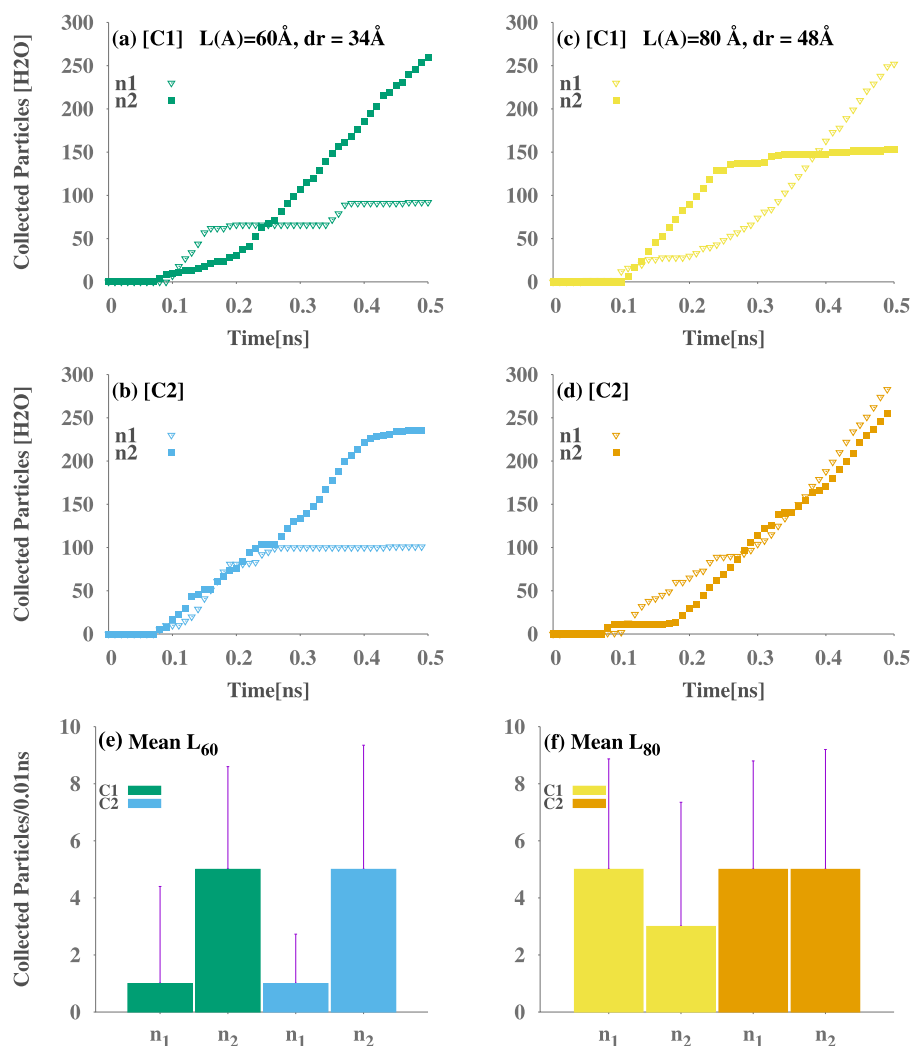 (a) [C1] L(A)=60Å, dr = 34Å
Collected Particles [H2O]
300
250
200
150
100
50
0
n1
n2
0 0.1 0.2 0.3 0.4 0.5
Time[ns]
(c) [C1] L(A)=80 Å, dr = 48Å
300
250
200
150
100
50
0
n1
n2
0 0.1 0.2 0.3 0.4 0.5
Time[ns]
(b) [C2]
Collected Particles [H2O]
300
250
200
150
100
50
0
n1
n2
0 0.1 0.2 0.3 0.4 0.5
Time[ns]
(d) [C2]
300
250
200
150
100
50
0
n1
n2
0 0.1 0.2 0.3 0.4 0.5
Time[ns]
(e) Mean L60
Collected Particles/0.01ns
10
8
6
4
2
0
C1
C2
n1 n2 n1 n2
(f) Mean L80
10
8
6
4
2
0
C1
C2
n1 n2 n1 n2